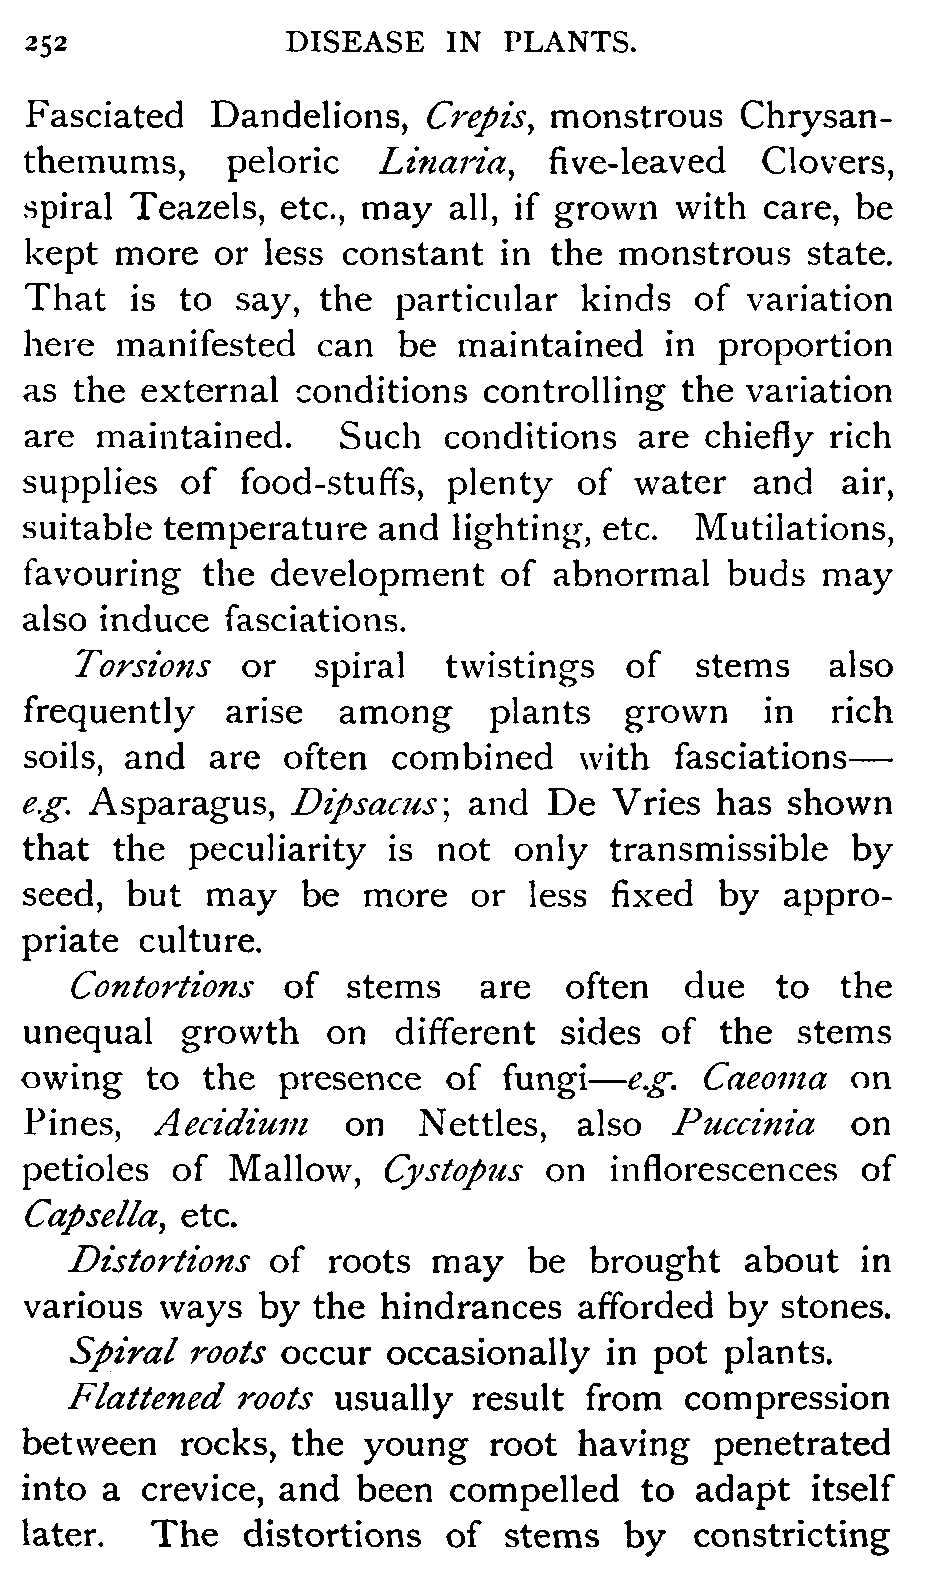 252 DISEASE IN PLANTS.
Fasciated Dandelions, Crepis, monstrous Chrysan-
themums, peloric Linaria, five-leaved Clovers,
spiral Teazels, etc., may all, if grown with care, be
kept more or less constant in the monstrous state.
That is to say, the particular kinds of variation
here manifested can be maintained in proportion
as the external conditions controlling the variation
are maintained. Such conditions are chiefly rich
supplies of food-stuffs, plenty of water and air,
suitable temperature and lighting, etc. Mutilations,
favouring the development of abnormal buds may
also induce fasciations.
Torsions or spiral twistings of stems also
frequently arise among plants grown in rich
soils, and are often combined with fasciations—
e.g. Asparagus, Dipsacus; and De Vries has shown
that the peculiarity is not only transmissible by
seed, but may be more or less fixed by appro-
priate culture.
Contortions of stems are often due to the
unequal growth on different sides of the stems
owing to the presence of fungi—e.g. Caeoma on
Pines, Aecidium on Nettles, also Puccinia on
petioles of Mallow, Cystopus on inflorescences of
Capsella, etc.
Distortions of roots may be brought about in
various ways by the hindrances afforded by stones.
Spiral roots occur occasionally in pot plants.
Flattened roots usually result from compression
between rocks, the young root having penetrated
into a crevice, and been compelled to adapt itself
later. The distortions of stems by constricting